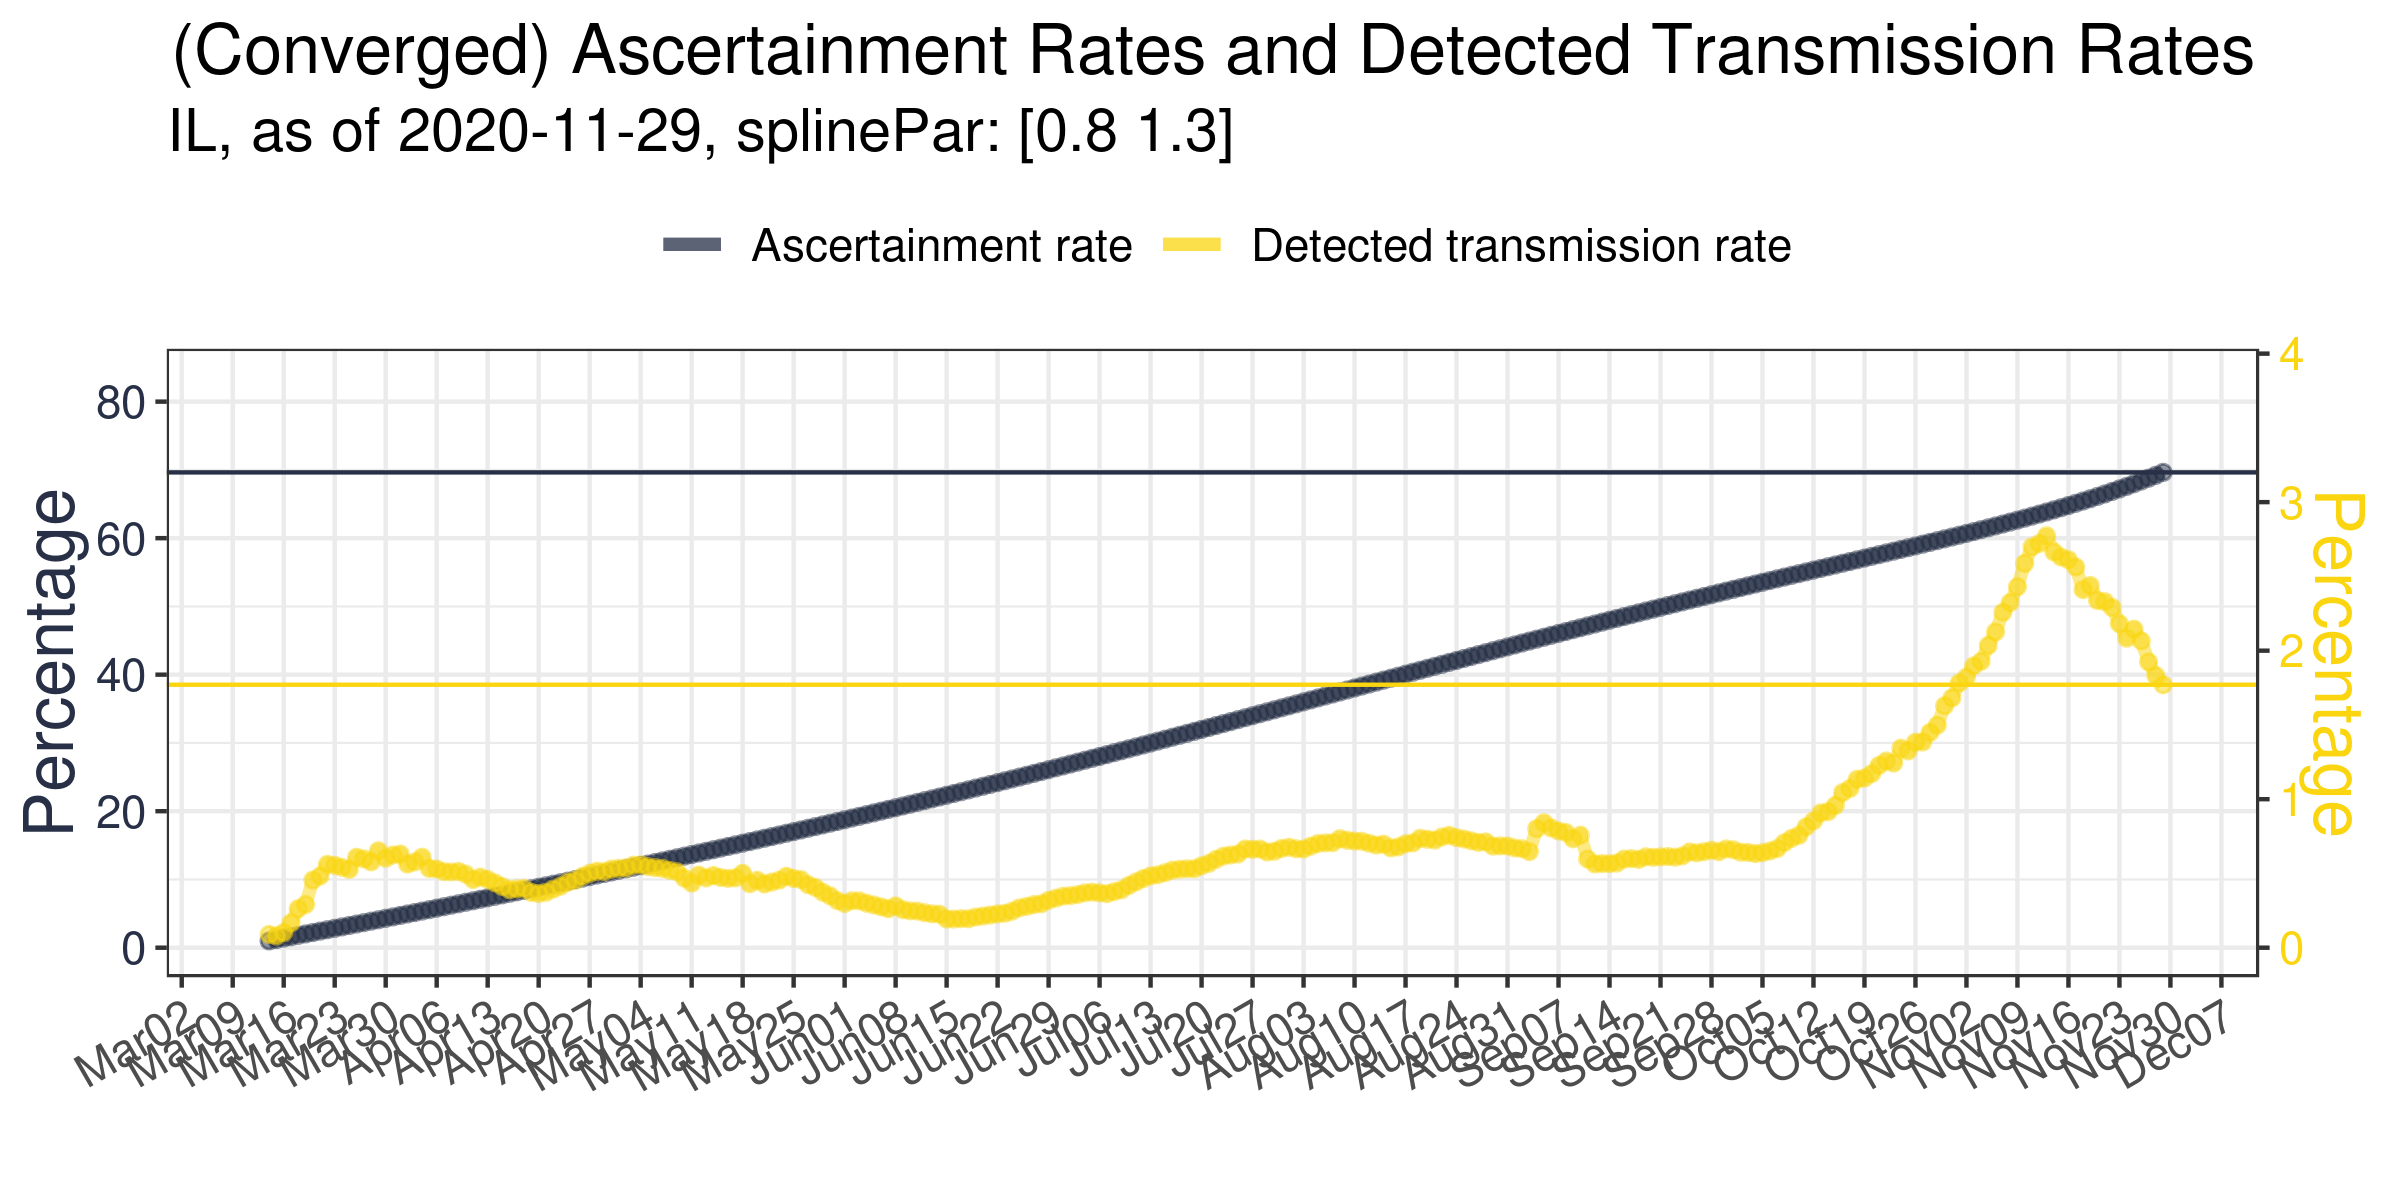 (Converged) Ascertainment Rates and Detected Transmission Rates
IL, as of 2020-11-29, splinePar: [0.8 1.3]
Ascertainment rate Detected transmission rate
Percentage
80
60
40
20
0
4
3
2
1
0
Percentage
Mar02
Mar09
Mar16
Mar23
Mar30
Apr06
Apr13
Apr20
Apr27
May04
May11
May18
May25
Jun01
Jun08
Jun15
Jun22
Jun29
Jul06
Jul13
Jul20
Jul27
Aug03
Aug10
Aug17
Aug24
Aug31
Sep07
Sep14
Sep21
Sep28
Oct05
Oct12
Oct19
Oct26
Nov02
Nov09
Nov16
Nov23
Nov30
Dec07